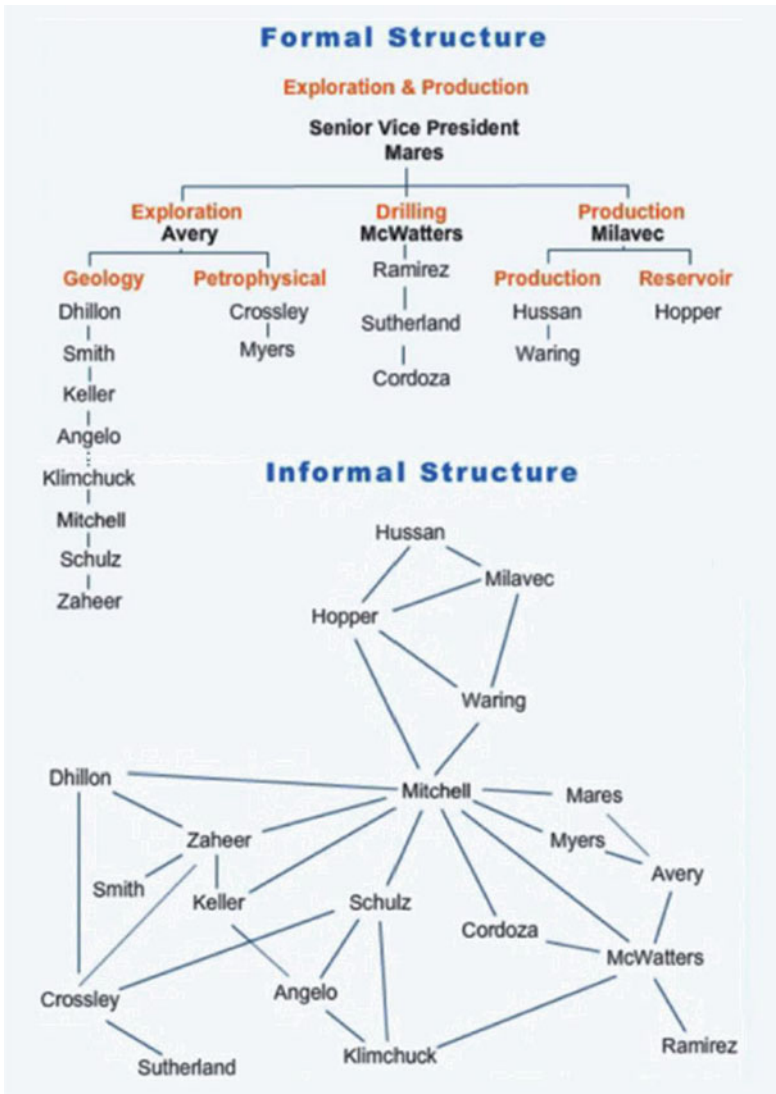 Formal Structure
Exploration & Production
Senior Vice President
Mares
Exploration
Avery
Drilling
McWatters
Production
Milavec
Geology
Dhillon
Smith
Keller
Angelo
Klimchuck
Mitchell
Schulz
Zaheer
Petrophysical
Crossley
Myers
Ramirez
Sutherland
Cordoza
Production
Hussan
Waring
Reservoir
Hopper
Informal Structure
Hussan
Milavec
Hopper
Waring
Dhillon
Mitchell
Mares
Zaheer
Myers
Smith
Keller
Schulz
Avery
Cordoza
McWatters
Crossley
Angelo
Sutherland
Klimchuck
Ramirez